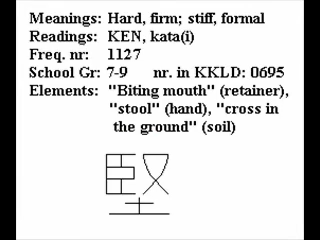 Meanings: Hard, firm; stiff, formal
Readings: KEN, kata(i)
Freq. nr: 1127
School Gr: 7-9 nr. in KKLD: 0695
Elements: "Biting mouth" (retainer),
"stool" (hand), "cross in
the ground" (soil)
堅